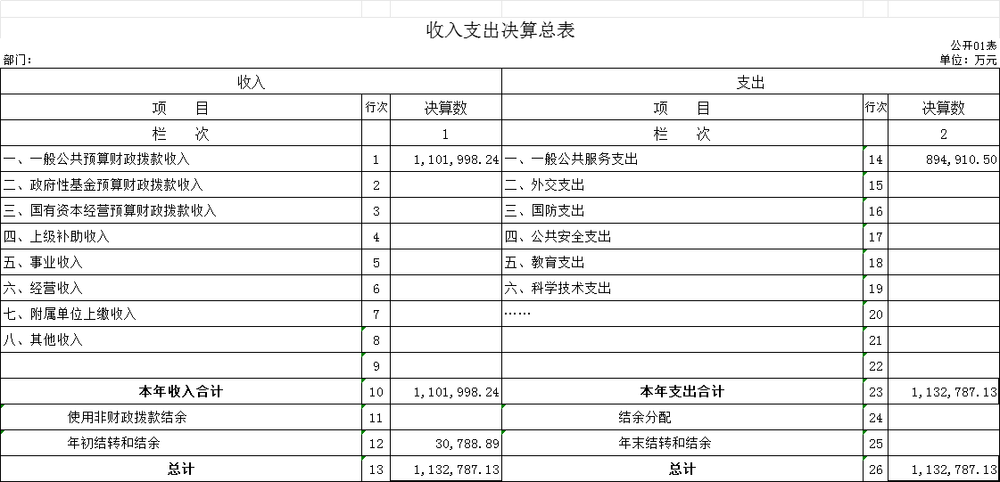 收入支出决算总表
公开01表
部门： 单位：万元
收入 支出
项 目 行次 决算数 项 目 行次 决算数
栏 次 1 栏 次 2
一、一般公共预算财政拨款收入 1 1,101,998.24 一、一般公共服务支出 14 894,910.50
二、政府性基金预算财政拨款收入 2 二、外交支出 15
三、国有资本经营预算财政拨款收入 3 三、国防支出 16
四、上级补助收入 4 四、公共安全支出 17
五、事业收入 5 五、教育支出 18
六、经营收入 6 六、科学技术支出 19
七、附属单位上缴收入 7 …… 20
八、其他收入 8 21
9 22
本年收入合计 10 1,101,998.24 本年支出合计 23 1,132,787.13
使用非财政拨款结余 11 结余分配 24
年初结转和结余 12 30,788.89 年末结转和结余 25
总计 13 1,132,787.13 总计 26 1,132,787.13